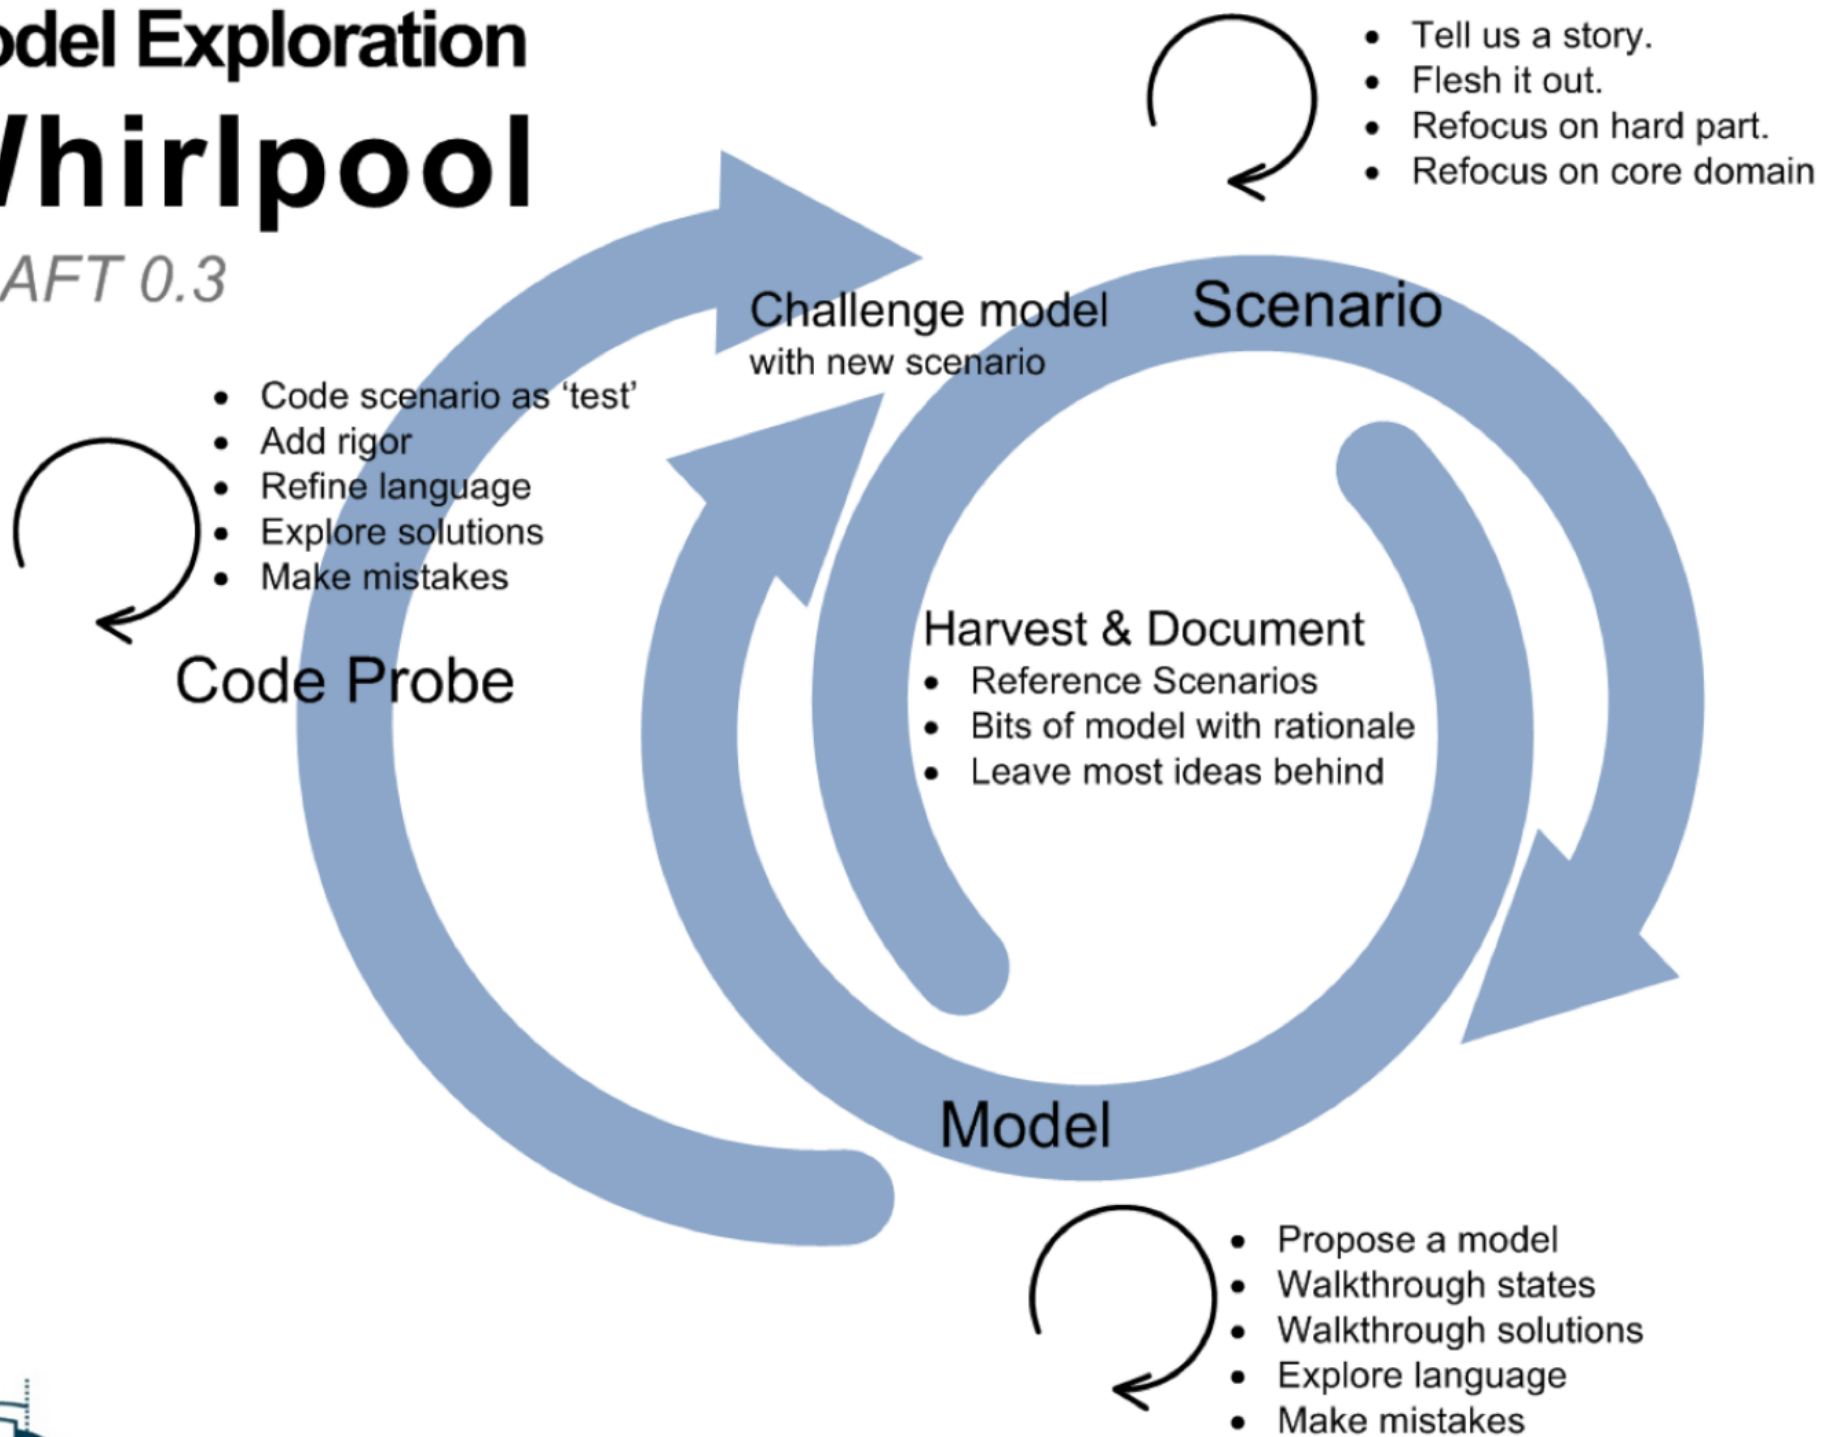 odel Exploration
Whirlpool
AFT 0.3
• Tell us a story.
• Flesh it out.
• Refocus on hard part.
• Refocus on core domain
Challenge model
with new scenario
Scenario
• Code scenario as ‘test’
• Add rigor
• Refine language
• Explore solutions
• Make mistakes
Code Probe
Harvest & Document
• Reference Scenarios
• Bits of model with rationale
• Leave most ideas behind
Model
• Propose a model
• Walkthrough states
• Walkthrough solutions
• Explore language
• Make mistakes